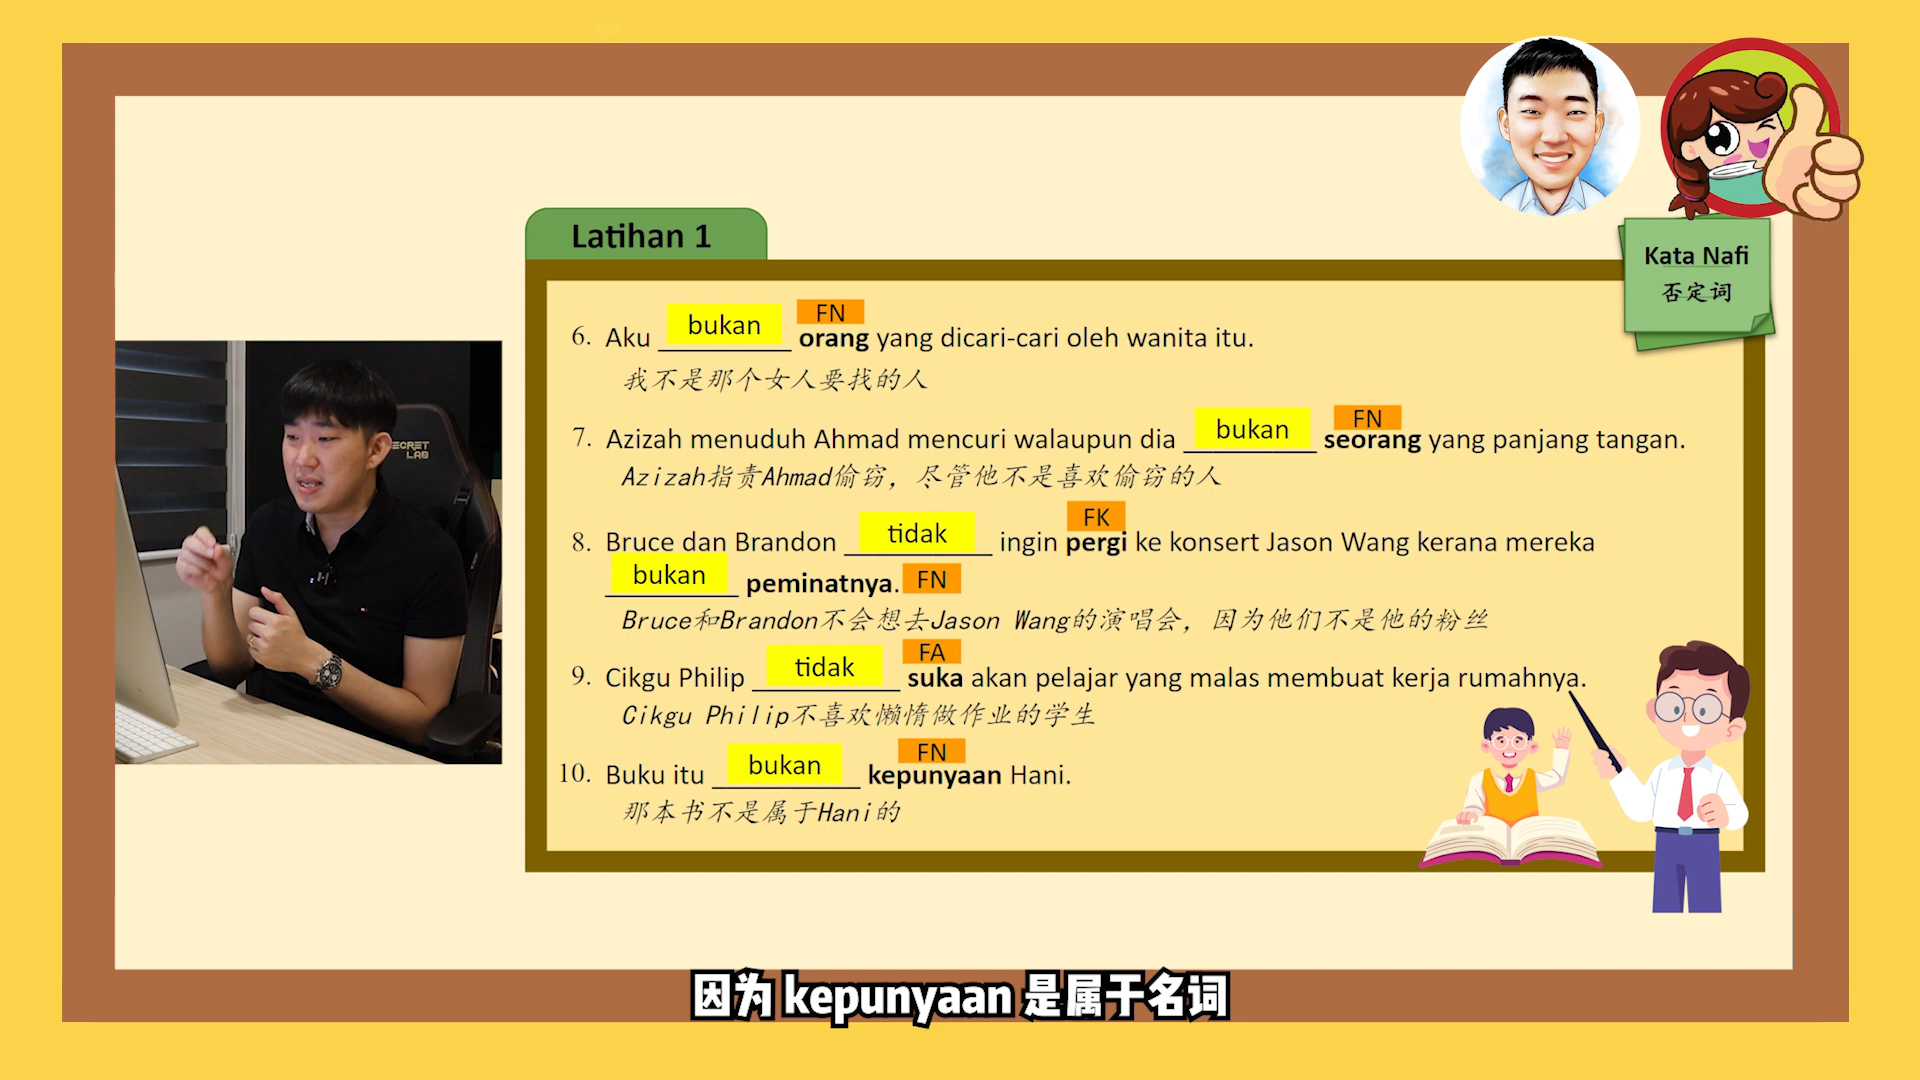 Latihan 1
Kata Nafi
否定词
6. Aku bukan FN orang yang dicari-cari oleh wanita itu.
我不是那个女人要找的人
7. Azizah menuduh Ahmad mencuri walaupun dia bukan FN seorang yang panjang tangan.
Azizah指责Ahmad偷窃，尽管他不是喜欢偷窃的人
8. Bruce dan Brandon tidak ingin FK pergi ke konsert Jason Wang kerana mereka
bukan peminatnya. FN
Bruce和Brandon不会想去Jason Wang的演唱会，因为他们不是他的粉丝
9. Cikgu Philip tidak FA suka akan pelajar yang malas membuat kerja rumahnya.
Cikgu Philip不喜欢懒惰做作业的学生
10. Buku itu bukan FN kepunyaan Hani.
那本书不是属于Hani的
SECRET
LAB
因为 kepunyaan 是属于名词